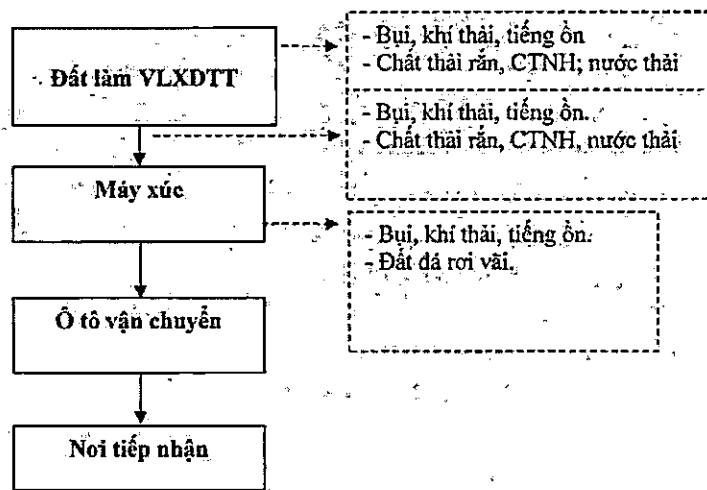 Đất làm VLXDTT
- Bụi, khí thải, tiếng ồn
- Chất thải rắn, CTNH; nước thải
- Bụi, khí thải, tiếng ồn.
- Chất thải rắn, CTNH, nước thải
Máy xúc
- Bụi, khí thải, tiếng ồn.
- Đất đá rơi vãi.
Ô tô vận chuyển
Nơi tiếp nhận